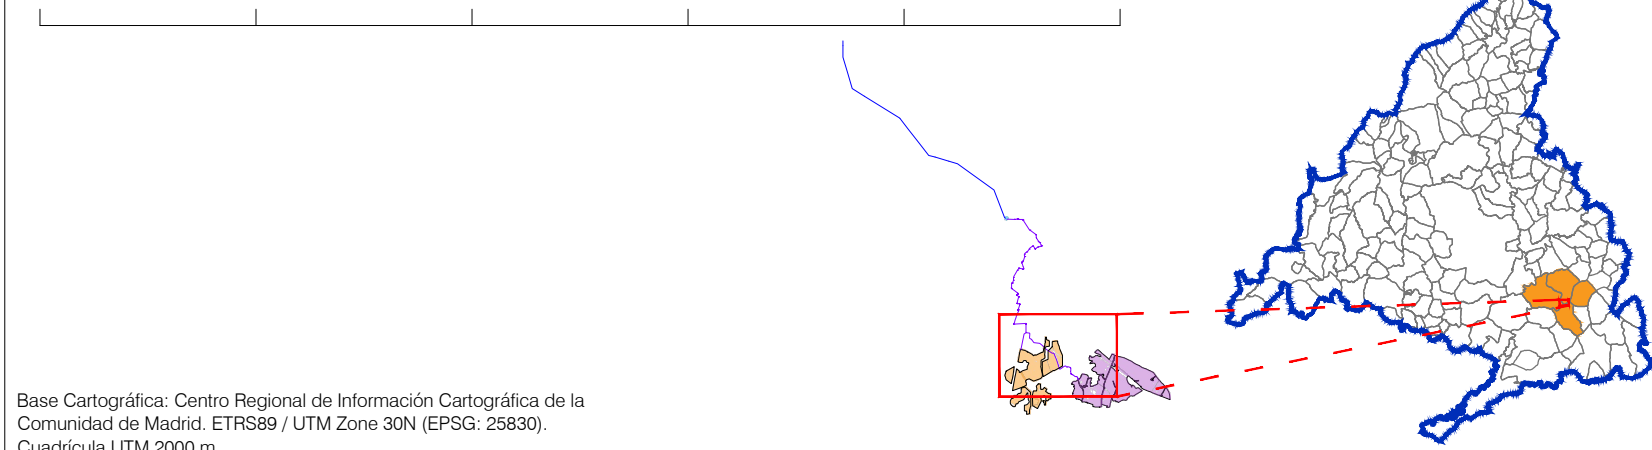 Base Cartográfica: Centro Regional de Información Cartográfica de la
Comunidad de Madrid. ETRS89 / UTM Zone 30N (EPSG: 25830).
Cuadrícula UTM 2000 m